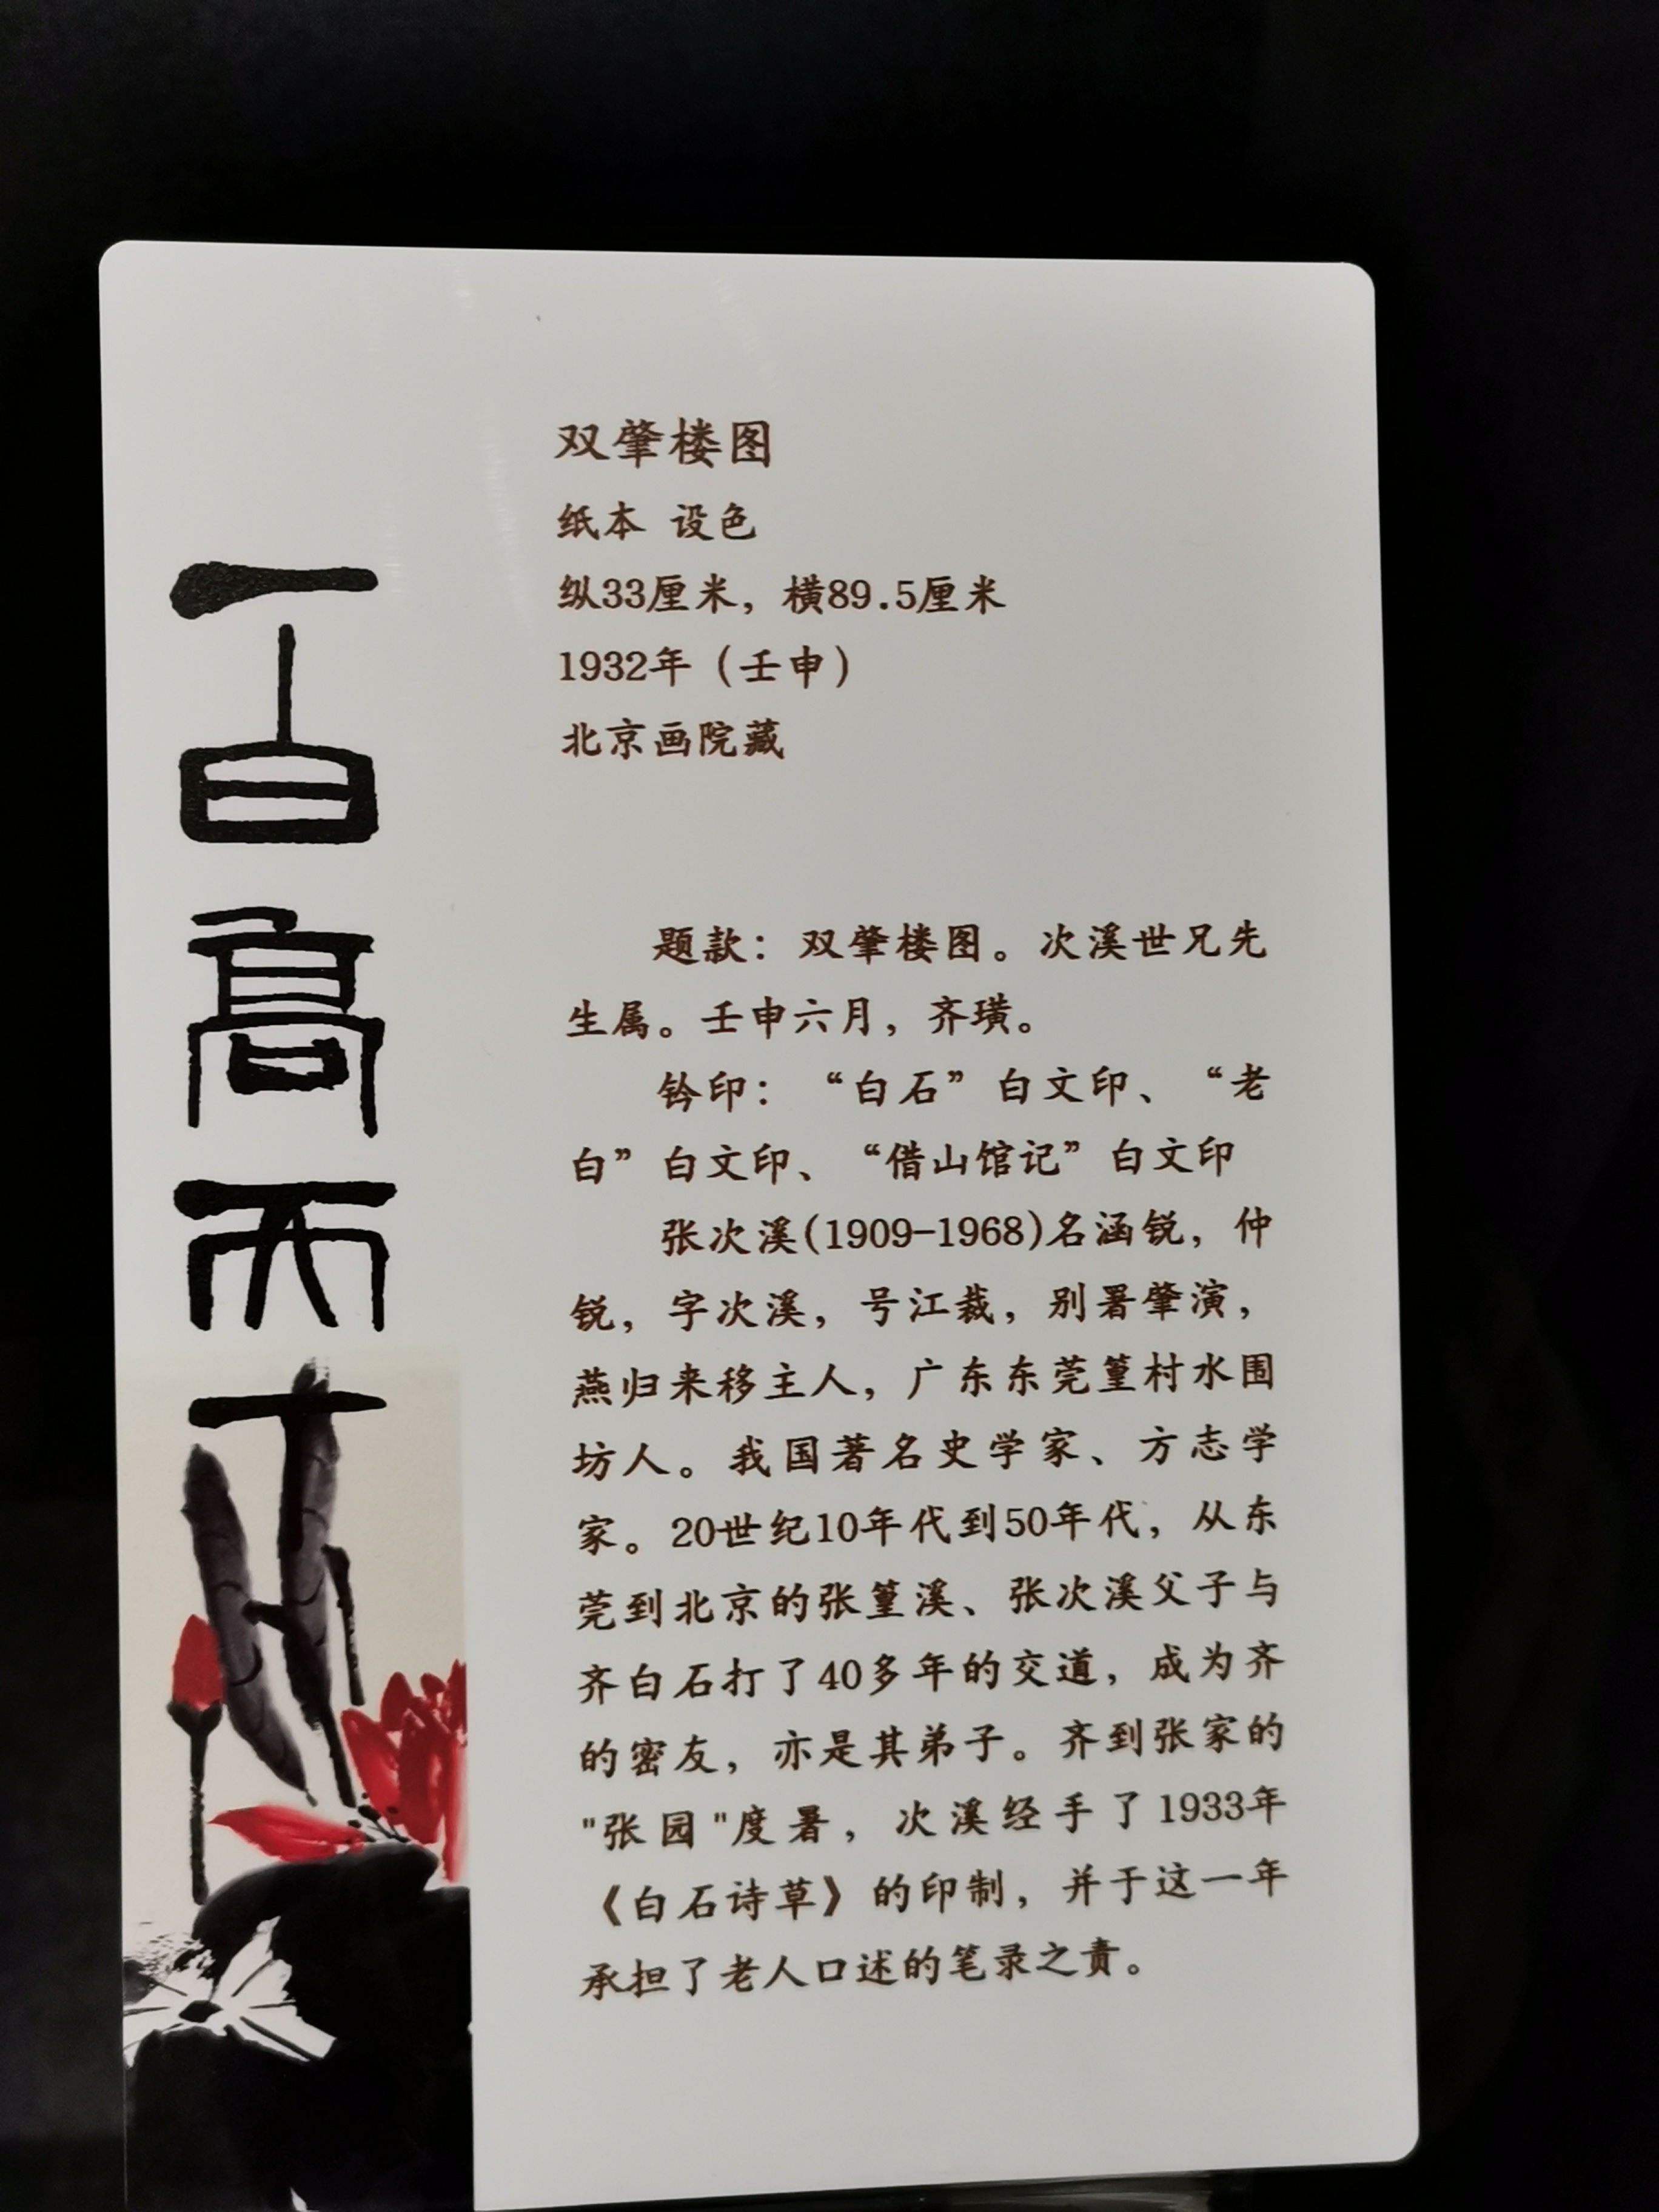 双肇楼图
纸本 设色
纵33厘米，横89.5厘米
1932年（壬申）
北京画院藏
题款：双肇楼图。次溪世兄先
生属。壬申六月，齐璜。
钤印：“白石”白文印、“老
白”白文印、“借山馆记”白文印
张次溪(1909-1968)名涵锐，仲
锐，字次溪，号江裁，别署肇演，
燕归来移主人，广东东莞篁村水围
坊人。我国著名史学家、方志学
家。20世纪10年代到50年代，从东
莞到北京的张篁溪、张次溪父子与
齐白石打了40多年的交道，成为齐
的密友，亦是其弟子。齐到张家的
"张园"度暑，次溪经手了1933年
《白石诗草》的印制，并于这一年
承担了老人口述的笔录之责。
一白高天下